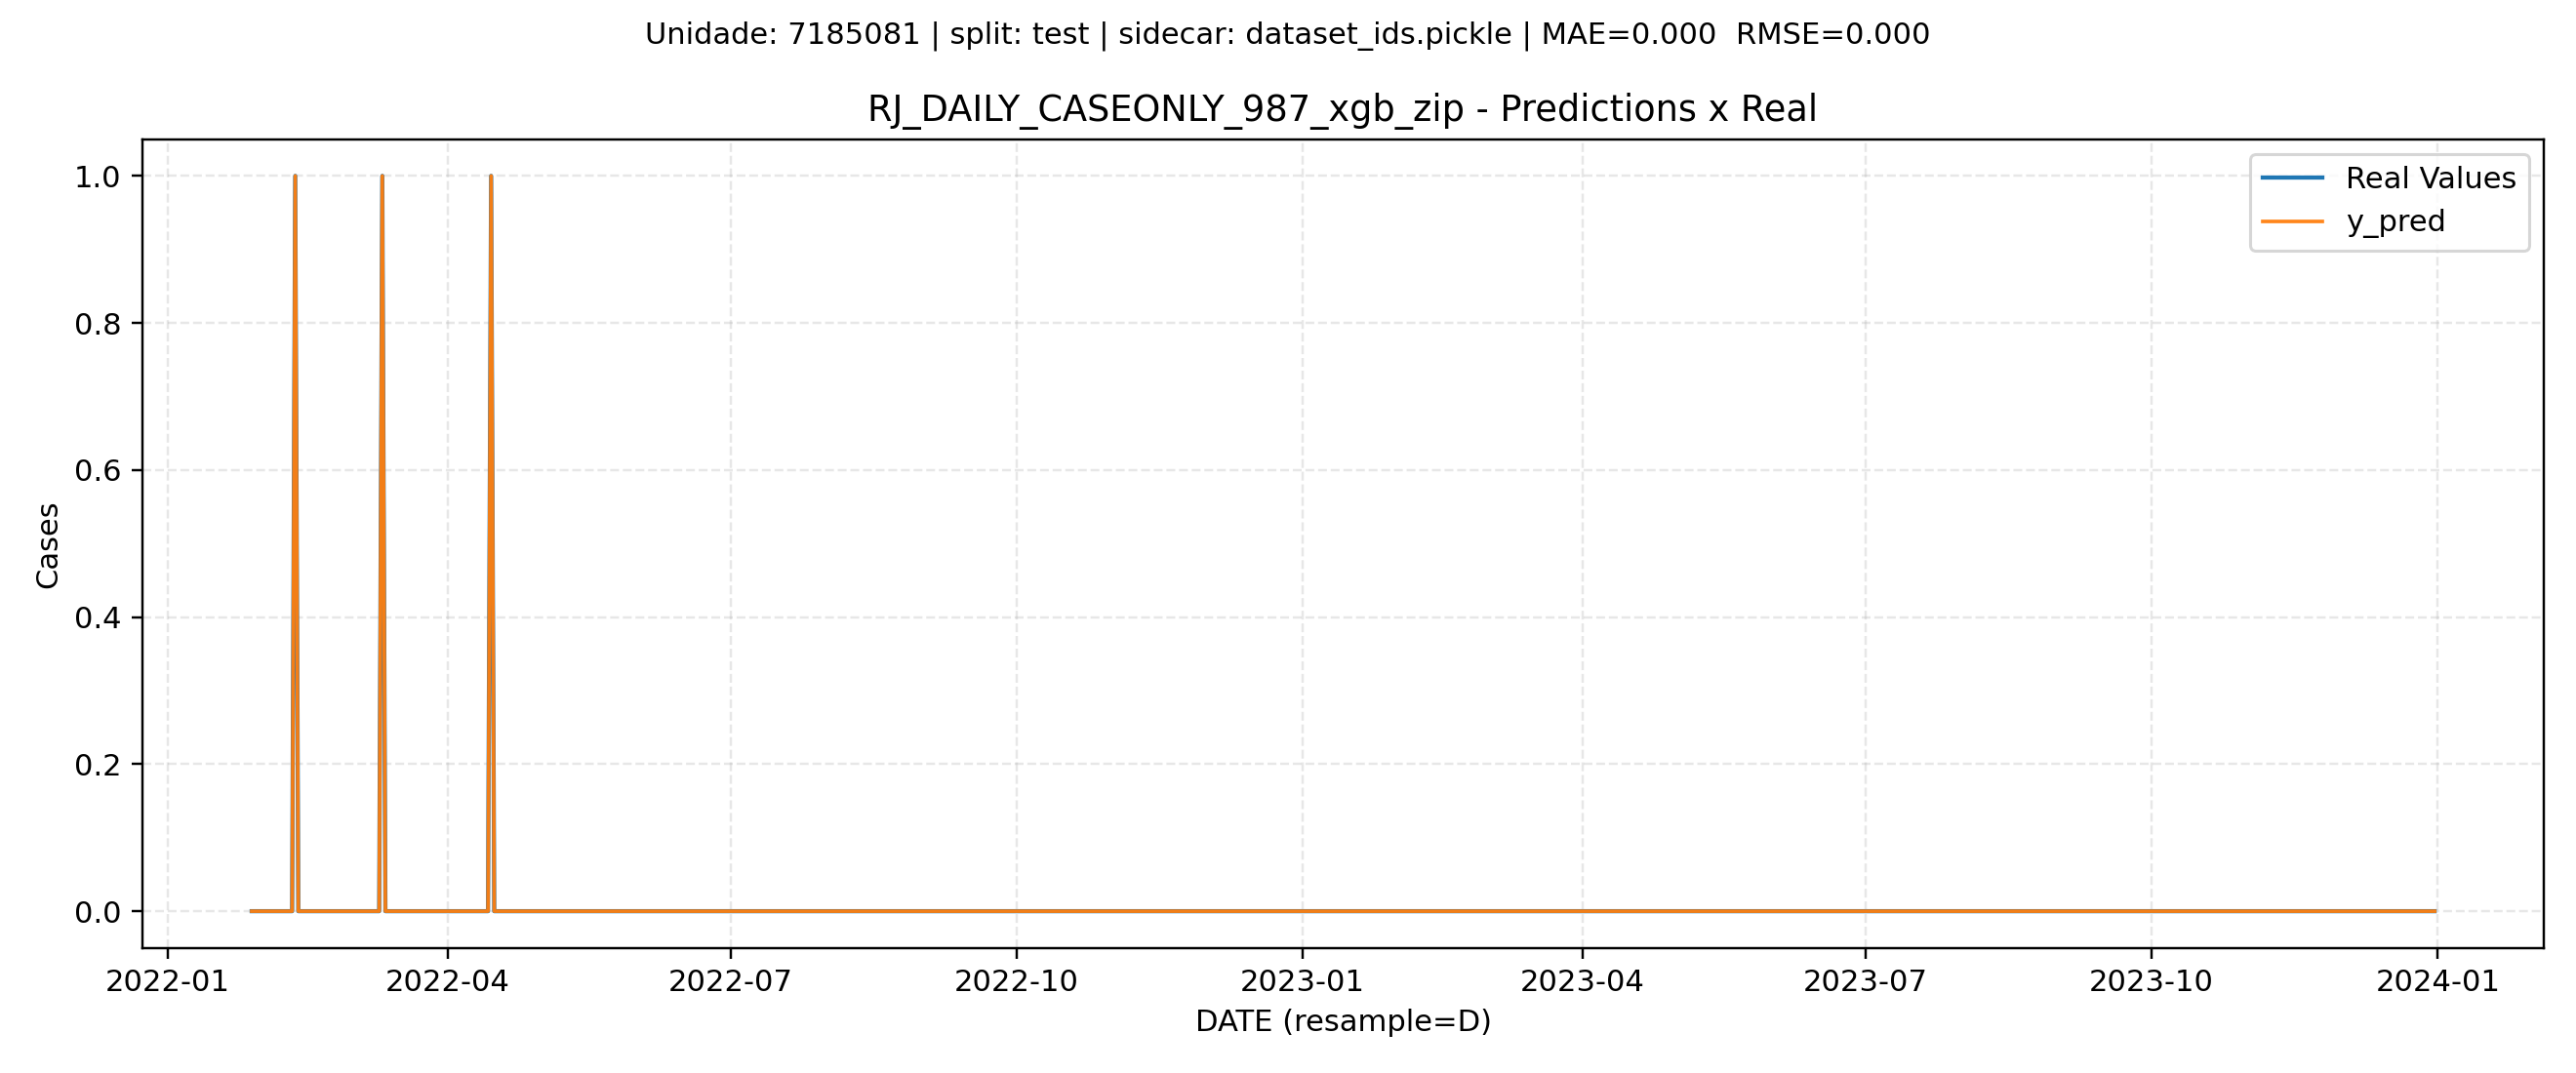 Unidade: 7185081 | split: test | sidecar: dataset_ids.pickle | MAE=0.000  RMSE=0.000
RJ_DAILY_CASEONLY_987_xgb_zip - Predictions x Real
Real Values
y_pred
1.0
0.8
0.6
0.4
0.2
0.0
Cases
2022-01 2022-04 2022-07 2022-10 2023-01 2023-04 2023-07 2023-10 2024-01
DATE (resample=D)